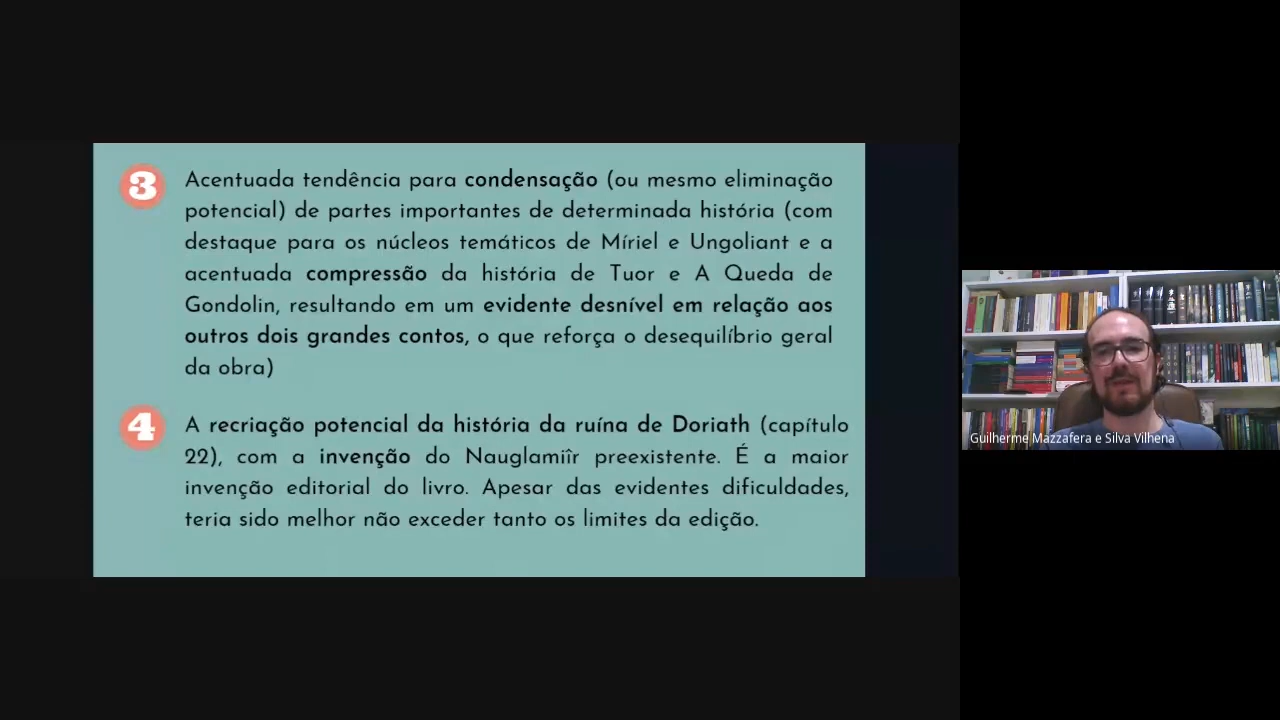 3
Acentuada tendência para condensação (ou mesmo eliminação
potencial) de partes importantes de determinada história (com
destaque para os núcleos temáticos de Míriel e Ungoliant e a
acentuada compressão da história de Tuor e A Queda de
Gondolin, resultando em um evidente desnível em relação aos
outros dois grandes contos, o que reforça o desequilíbrio geral
da obra)
4
A recriação potencial da história da ruína de Doriath (capítulo
22), com a invenção do Nauglamiîr preexistente. É a maior
invenção editorial do livro. Apesar das evidentes dificuldades,
teria sido melhor não exceder tanto os limites da edição.
Guilherme Mazzafera e Silva Vilhena